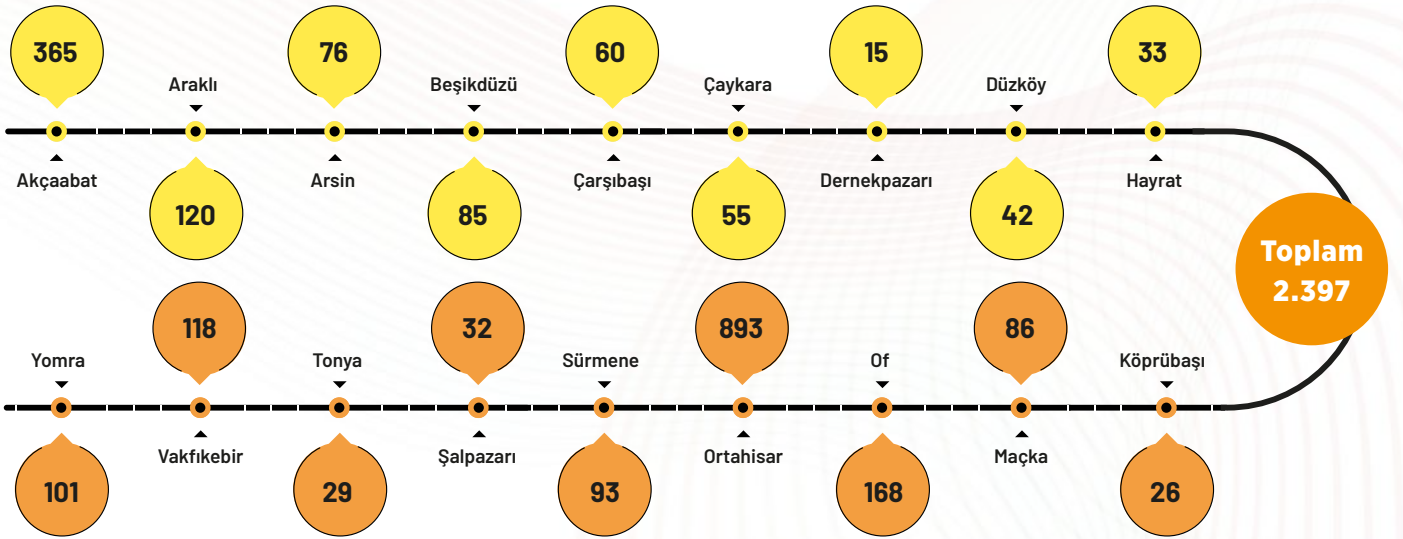 365
76
60
15
33
Araklı
Beşikdüzü
Çaykara
Düzköy
Akçaabat
Arsin
Çarşıbaşı
Dernekpazarı
Hayrat
120
85
55
42
Toplam
2.397
118
32
893
86
Yomra
Tonya
Sürmene
Of
Köprübaşı
Vakfıkebir
Şalpazarı
Ortahisar
Maçka
101
29
93
168
26